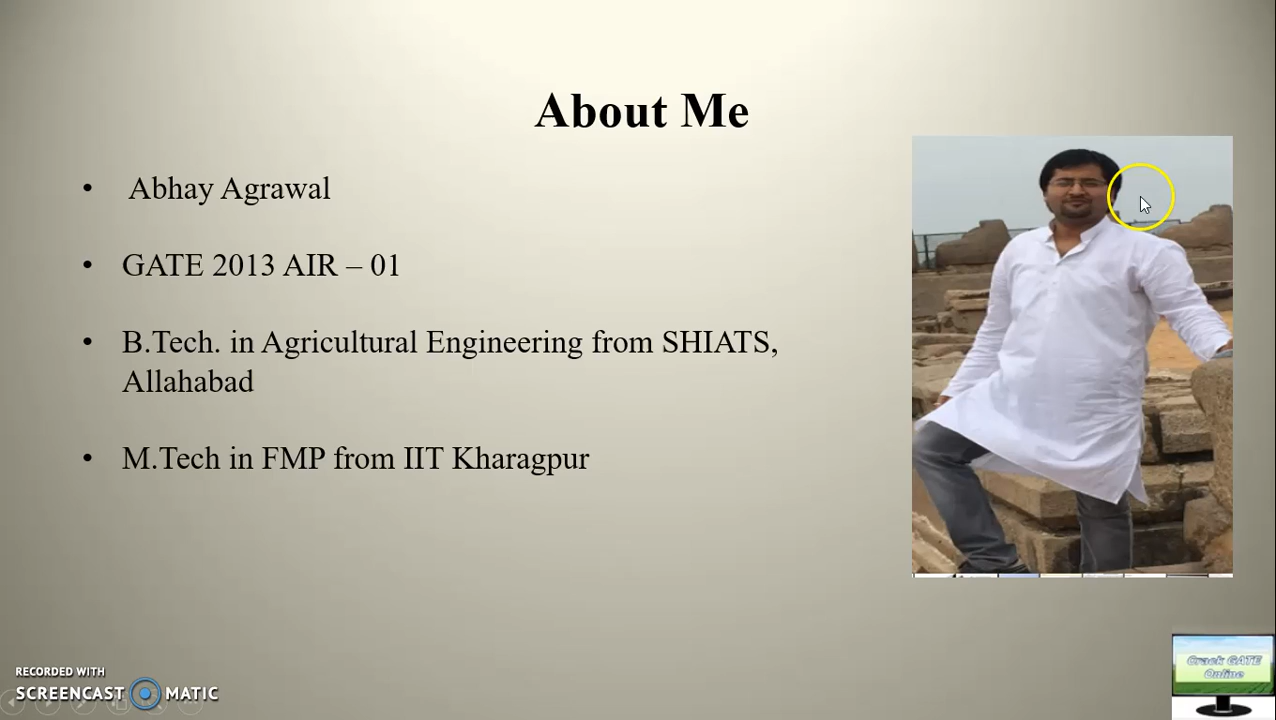 About Me
• Abhay Agrawal
• GATE 2013 AIR – 01
• B.Tech. in Agricultural Engineering from SHIATS,
Allahabad
• M.Tech in FMP from IIT Kharagpur
RECORDED WITH
SCREENCAST MATIC
Crack GATE
Online